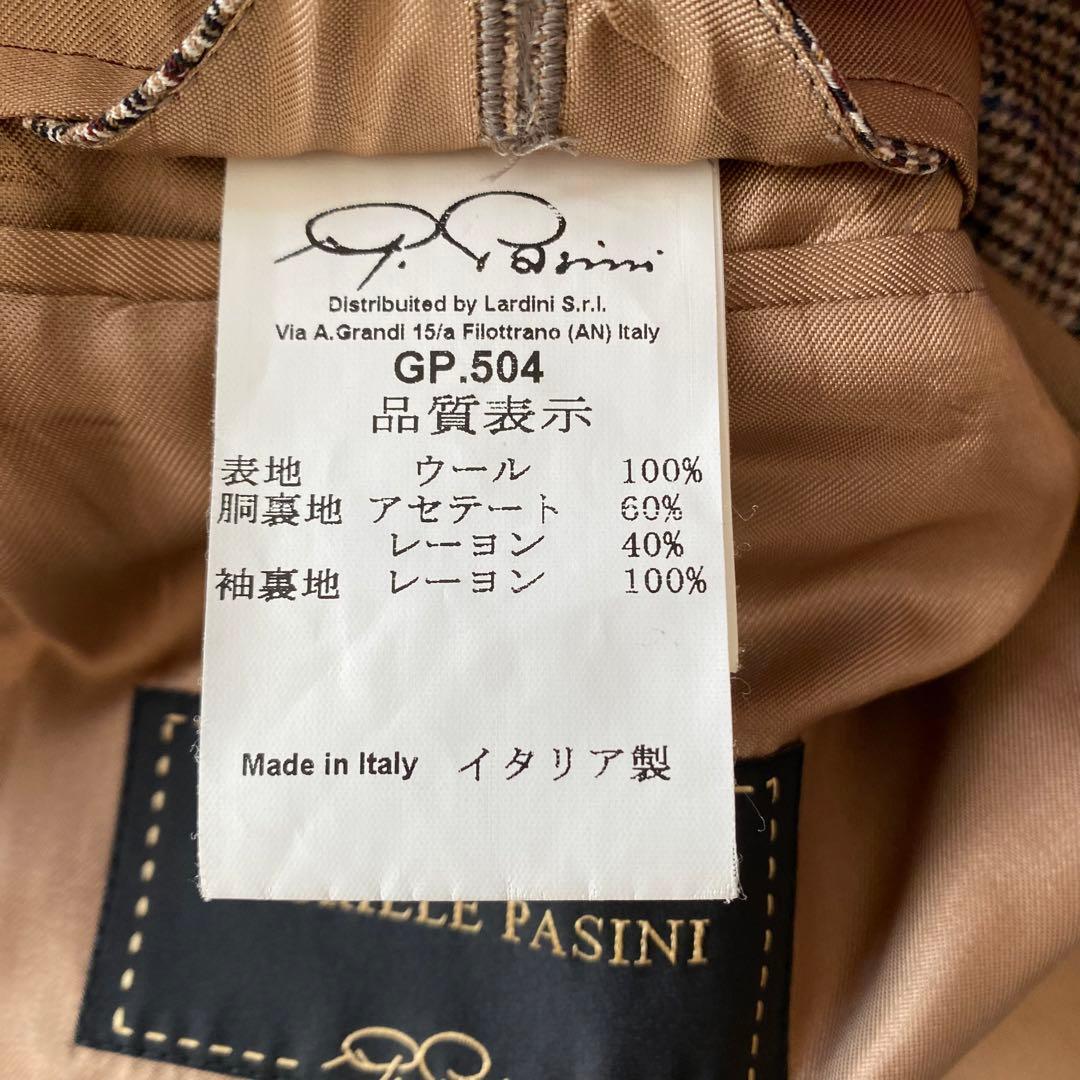 G. Pasini
Distribuited by Lardini S.r.l.
Via A.Grandi 15/a Filottrano (AN) Italy
GP.504
品質表示
表地 ウール 100%
胴裏地 アセテート 60%
レーヨン 40%
袖裏地 レーヨン 100%
Made in Italy イタリア製
PASINI